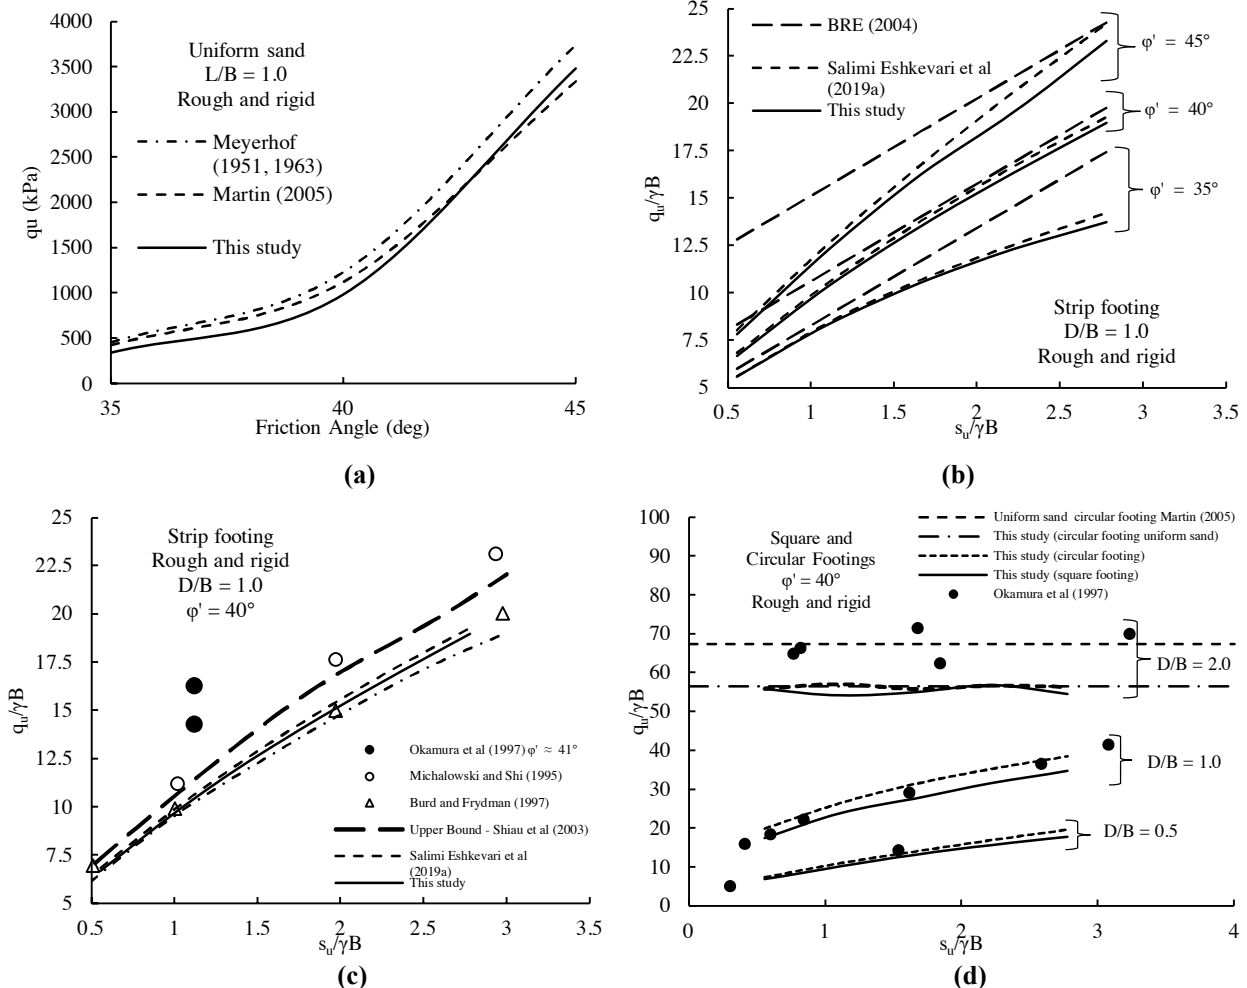 4000
3500
3000
2500
2000
1500
1000
500
0
qu (kPa)
Uniform sand
L/B = 1.0
Rough and rigid
Meyerhof
(1951, 1963)
Martin (2005)
This study
35
40
45
Friction Angle (deg)
(a)
25
22.5
20
17.5
15
12.5
10
7.5
5
qᵤ/γB
BRE (2004)
Salimi Eshkevari et al
(2019a)
This study
φ' = 45°
φ' = 40°
φ' = 35°
Strip footing
D/B = 1.0
Rough and rigid
0.5
1
1.5
2
2.5
3
3.5
sᵤ/γB
(b)
25
22.5
20
17.5
15
12.5
10
7.5
5
qᵤ/γB
Strip footing
Rough and rigid
D/B = 1.0
φ' = 40°
Okamura et al (1997) φ' ≈ 41°
Michalowski and Shi (1995)
Burd and Frydman (1997)
Upper Bound - Shiau et al (2003)
Salimi Eshkevari et al
(2019a)
This study
0.5
1
1.5
2
2.5
3
3.5
sᵤ/γB
(c)
100
90
80
70
60
50
40
30
20
10
0
qᵤ/γB
Square and
Circular Footings
φ' = 40°
Rough and rigid
Uniform sand circular footing Martin (2005)
This study (circular footing uniform sand)
This study (circular footing)
This study (square footing)
Okamura et al (1997)
D/B = 2.0
D/B = 1.0
D/B = 0.5
0
1
2
3
4
sᵤ/γB
(d)